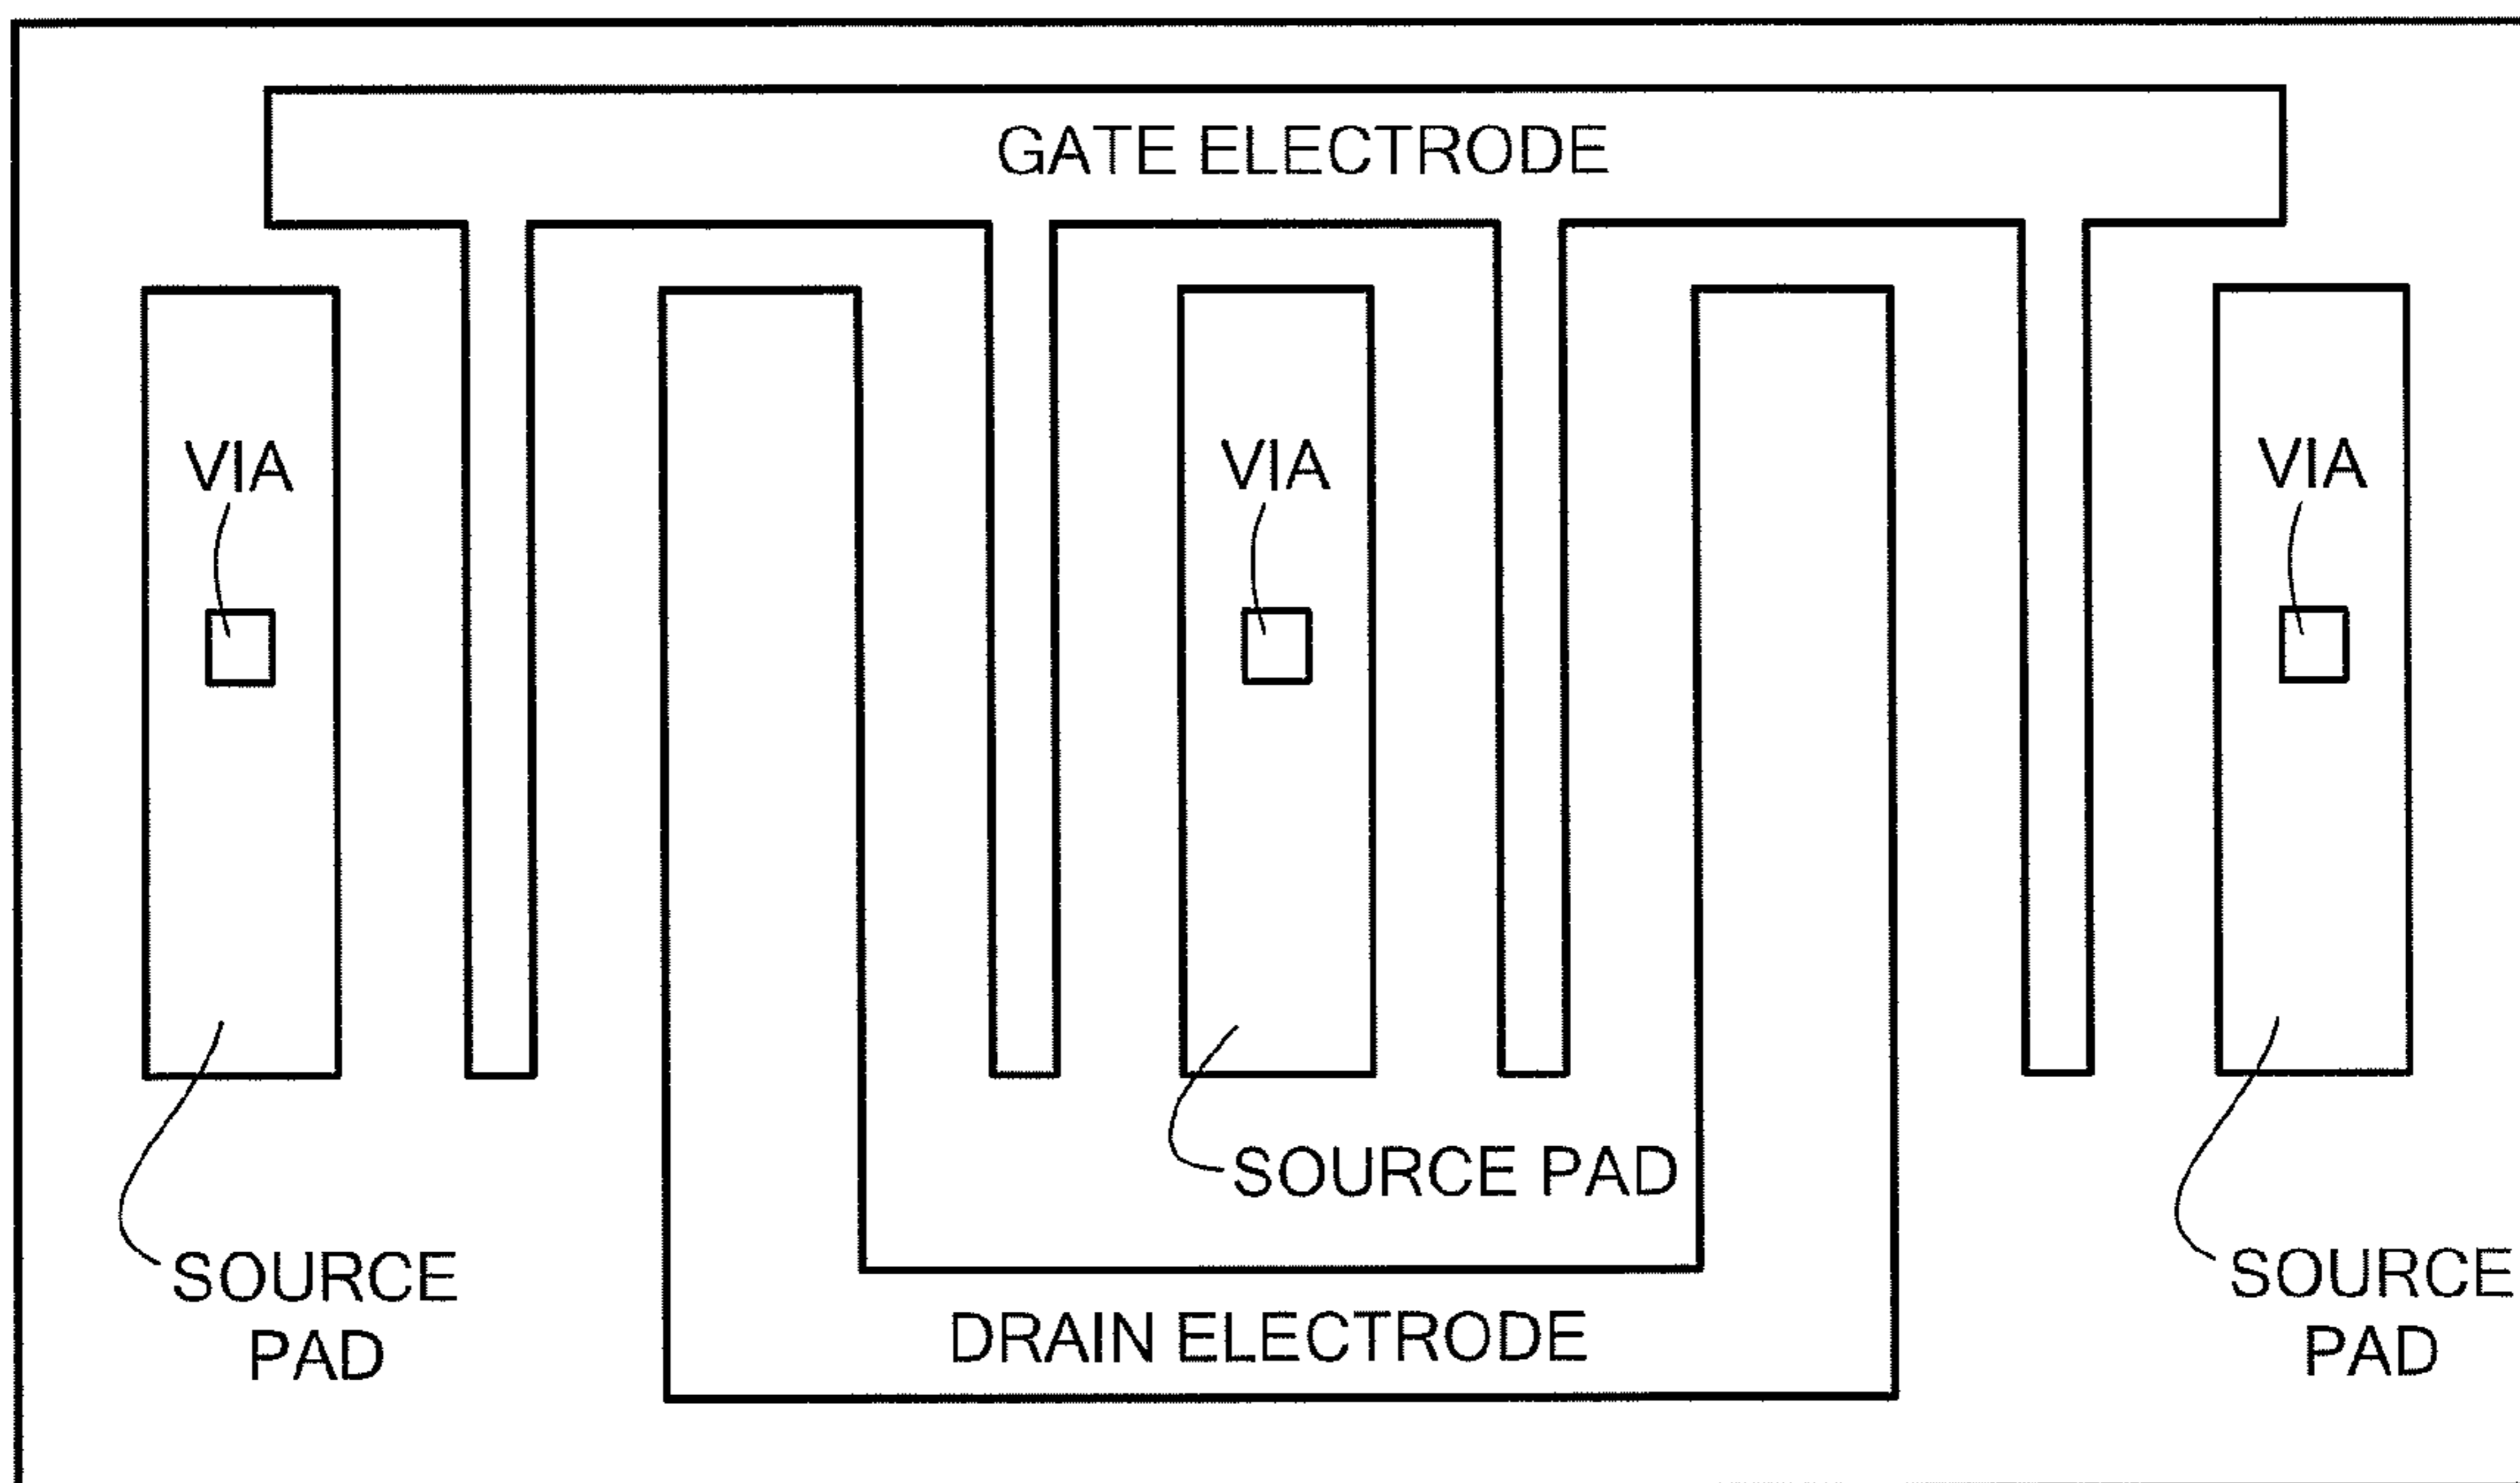 GATE ELECTRODE
VIA
VIA
VIA
SOURCE PAD
SOURCE
PAD
SOURCE
PAD
DRAIN ELECTRODE